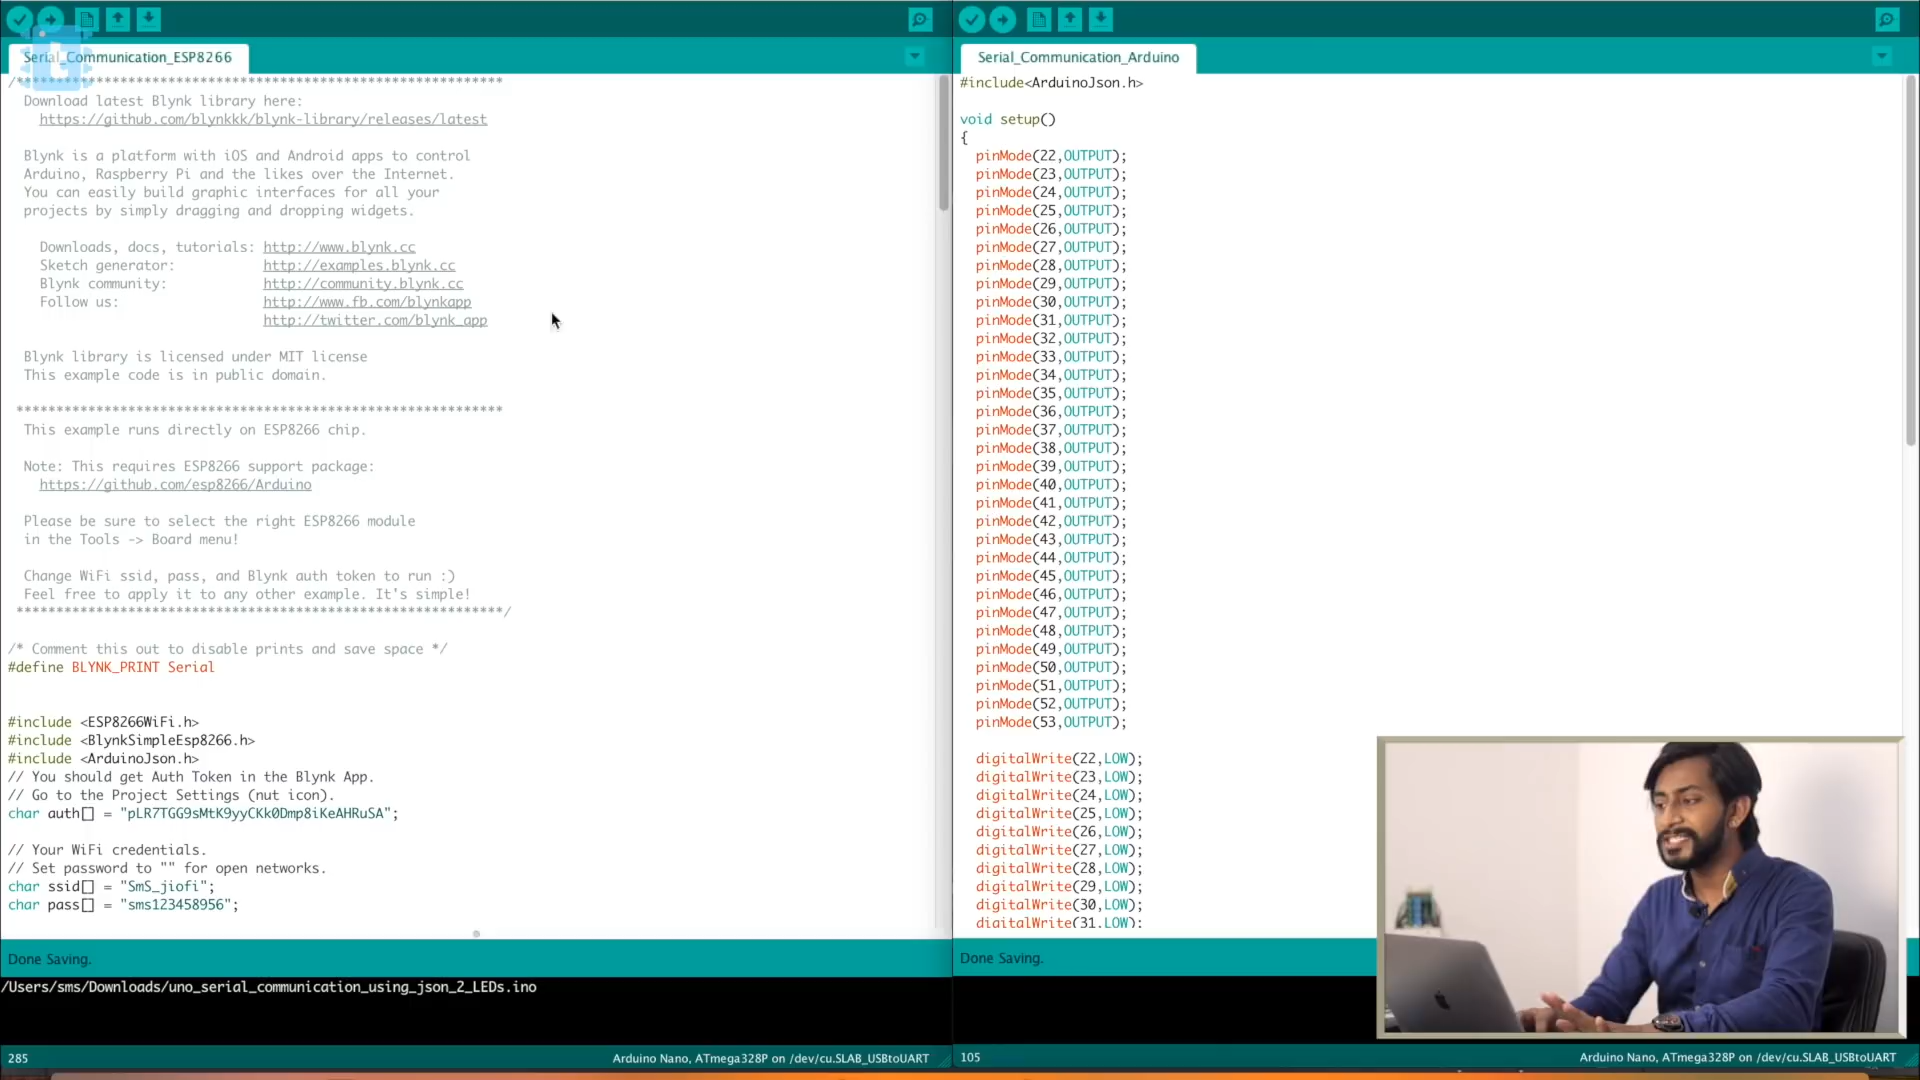 Serial_Communication_ESP8266
/*************************************************************
Download latest Blynk library here:
https://github.com/blynkkk/blynk-library/releases/latest
Blynk is a platform with iOS and Android apps to control
Arduino, Raspberry Pi and the likes over the Internet.
You can easily build graphic interfaces for all your
projects by simply dragging and dropping widgets.
Downloads, docs, tutorials: http://www.blynk.cc
Sketch generator: http://examples.blynk.cc
Blynk community: http://community.blynk.cc
Follow us: http://www.fb.com/blynkapp
http://twitter.com/blynk_app
Blynk library is licensed under MIT license
This example code is in public domain.
*************************************************************
This example runs directly on ESP8266 chip.
Note: This requires ESP8266 support package:
https://github.com/esp8266/Arduino
Please be sure to select the right ESP8266 module
in the Tools -> Board menu!
Change WiFi ssid, pass, and Blynk auth token to run :)
Feel free to apply it to any other example. It's simple!
*************************************************************/
/* Comment this out to disable prints and save space */
#define BLYNK_PRINT Serial
#include <ESP8266WiFi.h>
#include <BlynkSimpleEsp8266.h>
#include <ArduinoJson.h>
// You should get Auth Token in the Blynk App.
// Go to the Project Settings (nut icon).
char auth[] = "pLR7TGG9sMtK9yyCKk0Dmp8iKeAHRuSA";
// Your WiFi credentials.
// Set password to "" for open networks.
char ssid[] = "SmS_jiofi";
char pass[] = "sms123458956";
Done Saving.
/Users/sms/Downloads/uno_serial_communication_using_json_2_LEDs.ino
285
Arduino Nano, ATmega328P on /dev/cu.SLAB_USBtoUART
Serial_Communication_Arduino
#include<ArduinoJson.h>
void setup()
{
pinMode(22,OUTPUT);
pinMode(23,OUTPUT);
pinMode(24,OUTPUT);
pinMode(25,OUTPUT);
pinMode(26,OUTPUT);
pinMode(27,OUTPUT);
pinMode(28,OUTPUT);
pinMode(29,OUTPUT);
pinMode(30,OUTPUT);
pinMode(31,OUTPUT);
pinMode(32,OUTPUT);
pinMode(33,OUTPUT);
pinMode(34,OUTPUT);
pinMode(35,OUTPUT);
pinMode(36,OUTPUT);
pinMode(37,OUTPUT);
pinMode(38,OUTPUT);
pinMode(39,OUTPUT);
pinMode(40,OUTPUT);
pinMode(41,OUTPUT);
pinMode(42,OUTPUT);
pinMode(43,OUTPUT);
pinMode(44,OUTPUT);
pinMode(45,OUTPUT);
pinMode(46,OUTPUT);
pinMode(47,OUTPUT);
pinMode(48,OUTPUT);
pinMode(49,OUTPUT);
pinMode(50,OUTPUT);
pinMode(51,OUTPUT);
pinMode(52,OUTPUT);
pinMode(53,OUTPUT);
digitalWrite(22,LOW);
digitalWrite(23,LOW);
digitalWrite(24,LOW);
digitalWrite(25,LOW);
digitalWrite(26,LOW);
digitalWrite(27,LOW);
digitalWrite(28,LOW);
digitalWrite(29,LOW);
digitalWrite(30,LOW);
digitalWrite(31,LOW);
Done Saving.
105
Arduino Nano, ATmega328P on /dev/cu.SLAB_USBtoUART